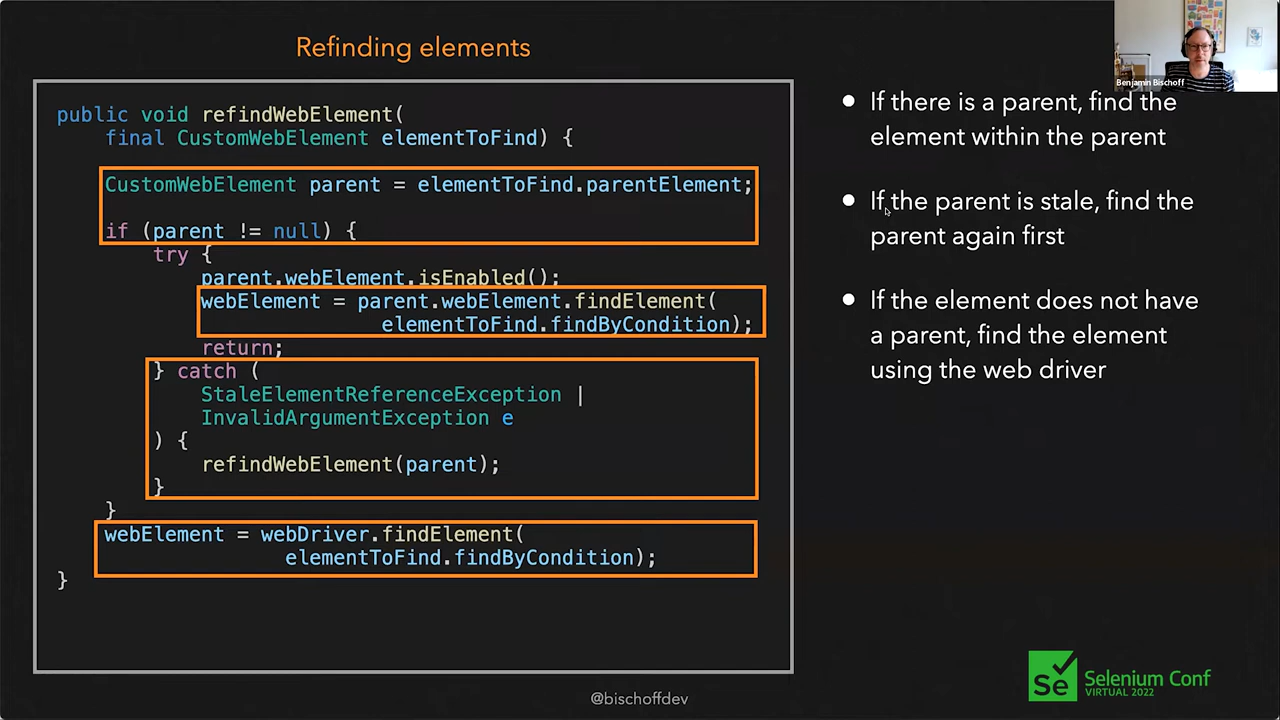 Refinding elements
public void refindWebElement(
final CustomWebElement elementToFind) {
CustomWebElement parent = elementToFind.parentElement;
if (parent != null) {
try {
parent.webElement.isEnabled();
webElement = parent.webElement.findElement(
elementToFind.findByCondition);
return;
} catch (
StaleElementReferenceException |
InvalidArgumentException e
) {
refindWebElement(parent);
}
}
webElement = webDriver.findElement(
elementToFind.findByCondition);
}
Benjamin Bischoff
• If there is a parent, find the
element within the parent
• If the parent is stale, find the
parent again first
• If the element does not have
a parent, find the element
using the web driver
@bischoffdev
Se
Selenium Conf
VIRTUAL 2022